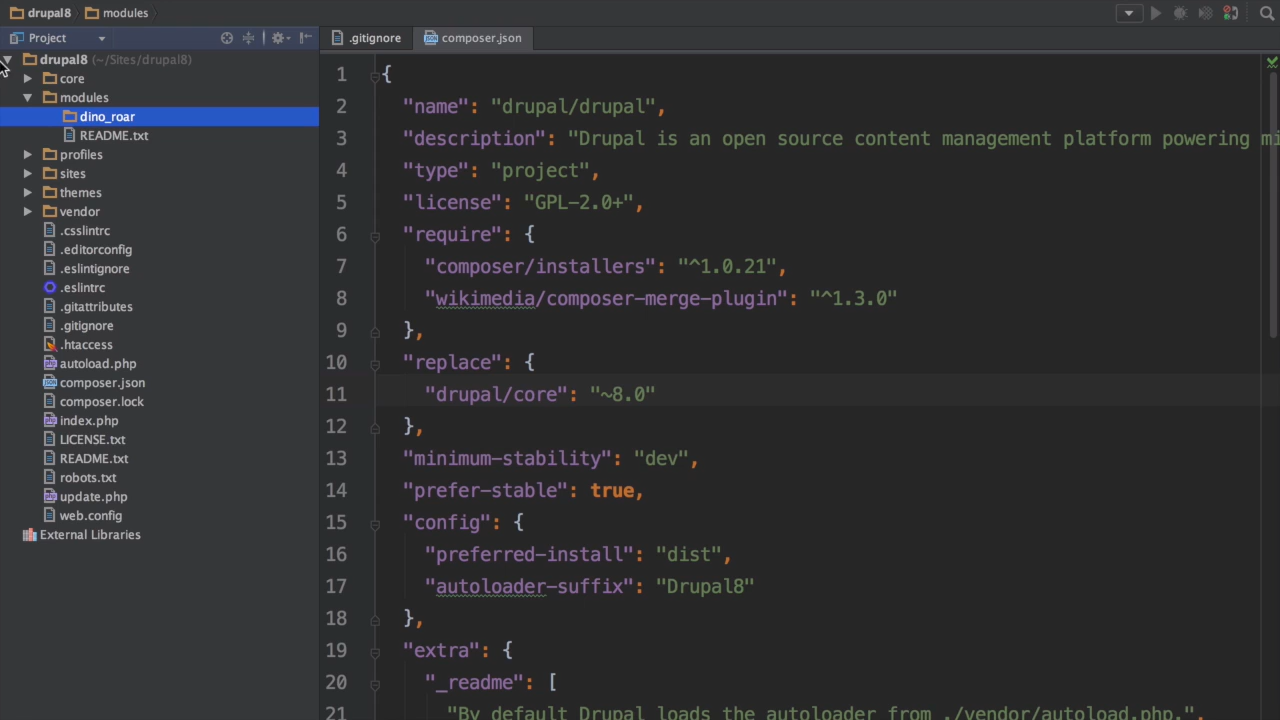 drupal8 modules
Project
drupal8 (~/Sites/drupal8)
core
modules
dino_roar
README.txt
profiles
sites
themes
vendor
.csslintrc
.editorconfig
.eslintignore
.eslintrc
.gitattributes
.gitignore
.htaccess
autoload.php
composer.json
composer.lock
index.php
LICENSE.txt
README.txt
robots.txt
update.php
web.config
External Libraries
.gitignore composer.json
1 {
2 "name": "drupal/drupal",
3 "description": "Drupal is an open source content management platform powering
4 "type": "project",
5 "license": "GPL-2.0+",
6 "require": {
7 "composer/installers": "^1.0.21",
8 "wikimedia/composer-merge-plugin": "^1.3.0"
9 },
10 "replace": {
11 "drupal/core": "~8.0"
12 },
13 "minimum-stability": "dev",
14 "prefer-stable": true,
15 "config": {
16 "preferred-install": "dist",
17 "autoloader-suffix": "Drupal8"
18 },
19 "extra": {
20 "_readme": [
21 "By default Drupal loads the autoloader from ./vendor/autoload.php.",